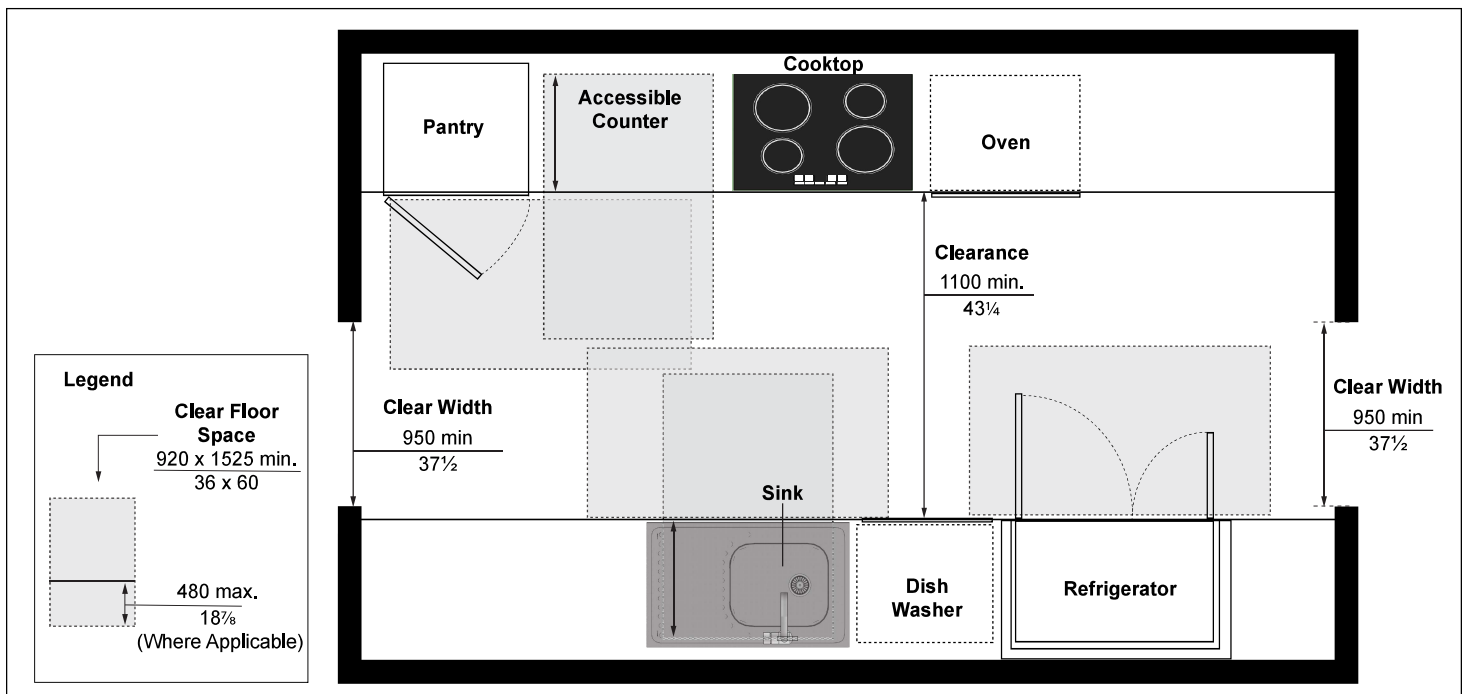 Cooktop
Pantry
Accessible
Counter
Oven
Clearance
1100 min.
43¼
Legend
Clear Floor
Space
920 x 1525 min.
36 x 60
480 max.
18⅞
(Where Applicable)
Clear Width
950 min
37½
Clear Width
950 min
37½
Sink
Dish
Washer
Refrigerator